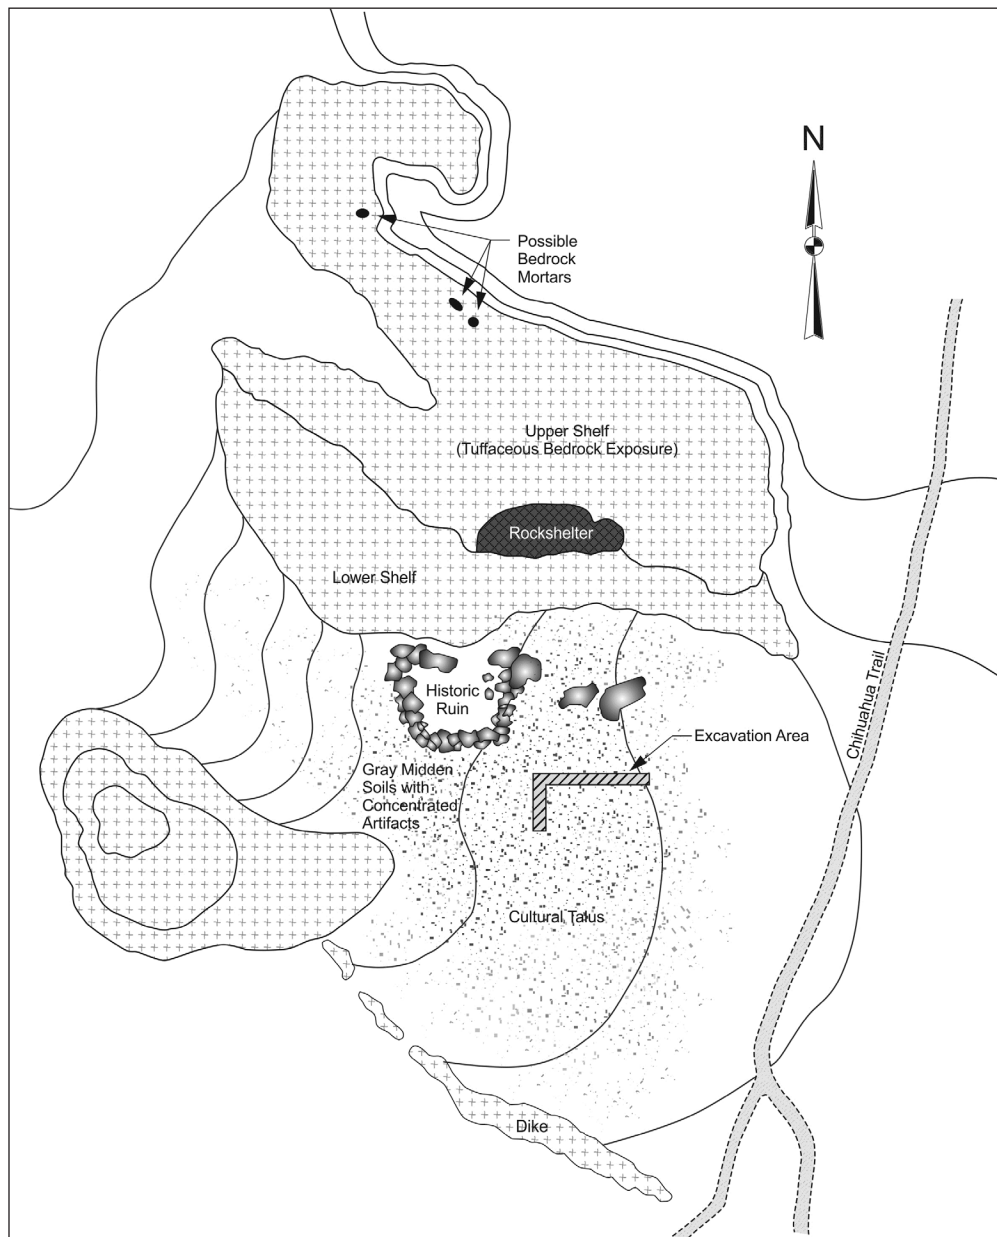 N
Possible
Bedrock
Mortars
Upper Shelf
(Tuffaceous Bedrock Exposure)
Rockshelter
Lower Shelf
Chihuahua Trail
Historic
Ruin
Excavation Area
Gray Midden
Soils with
Concentrated
Artifacts
Cultural Talus
Dike